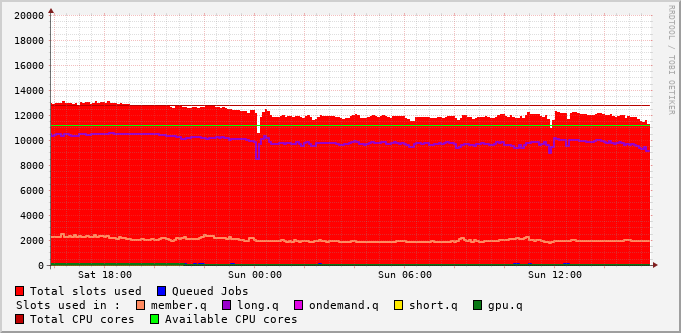 RRDTOOL / TOBI OETIKER
20000
18000
16000
14000
12000
10000
8000
6000
4000
2000
0
Sat 18:00 Sun 00:00 Sun 06:00 Sun 12:00
Total slots used Queued Jobs
Slots used in : member.q long.q ondemand.q short.q gpu.q
Total CPU cores Available CPU cores